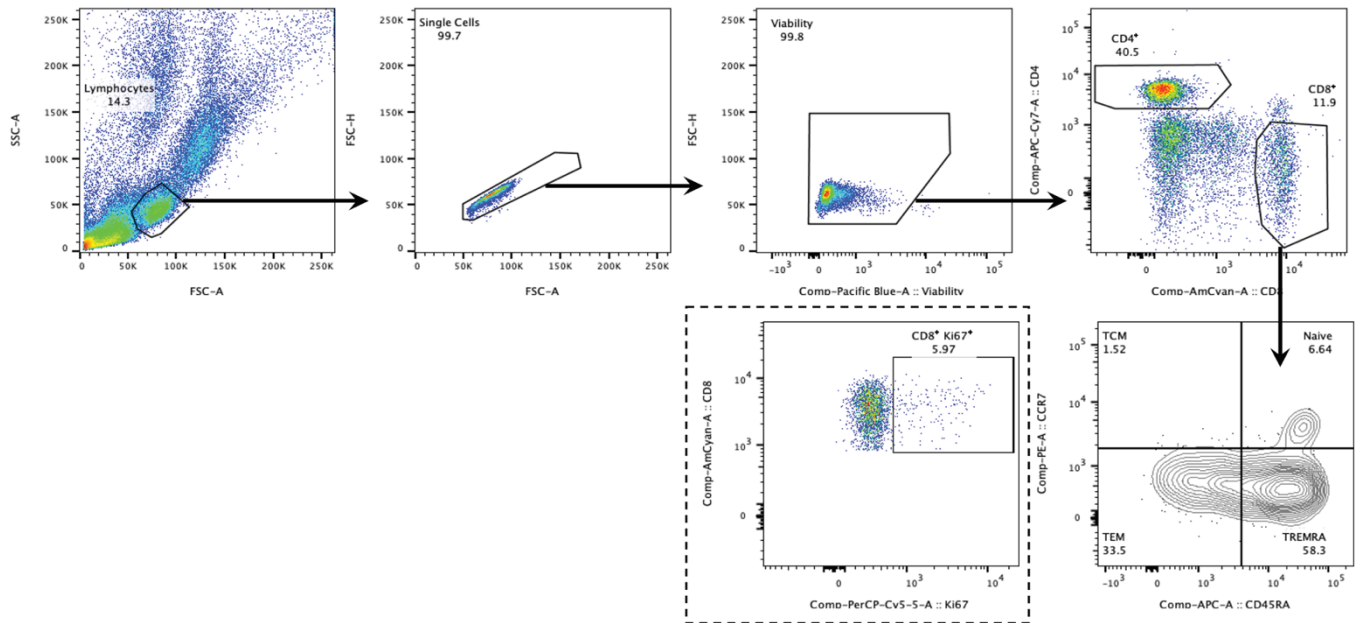 250K
200K
150K
100K
50K
0
SSC-A
Lymphocytes
14.3
0
50K
100K
150K
200K
250K
FSC-A
250K
200K
150K
100K
50K
0
FSC-H
Single Cells
99.7
0
50K
100K
150K
200K
250K
FSC-A
250K
200K
150K
100K
50K
0
FSC-H
Viability
99.8
-10³
0
10³
10⁴
10⁵
Comp-Pacific Blue-A :: Viability
10⁵
10⁴
10³
0
Comp-APC-Cy7-A :: CD4
CD4⁺
40.5
CD8⁺
11.9
0
10³
10⁴
Comp-AmCyan-A :: CD8
10⁴
10³
0
Comp-AmCyan-A :: CD8
CD8⁺ Ki67⁺
5.97
0
10³
10⁴
Comp-PerCP-Cy5-5-A :: Ki67
10⁵
10⁴
10³
0
Comp-PE-A :: CCR7
TCM
1.52
Naive
6.64
TEM
33.5
TREMRA
58.3
-10³
0
10³
10⁴
10⁵
Comp-APC-A :: CD45RA